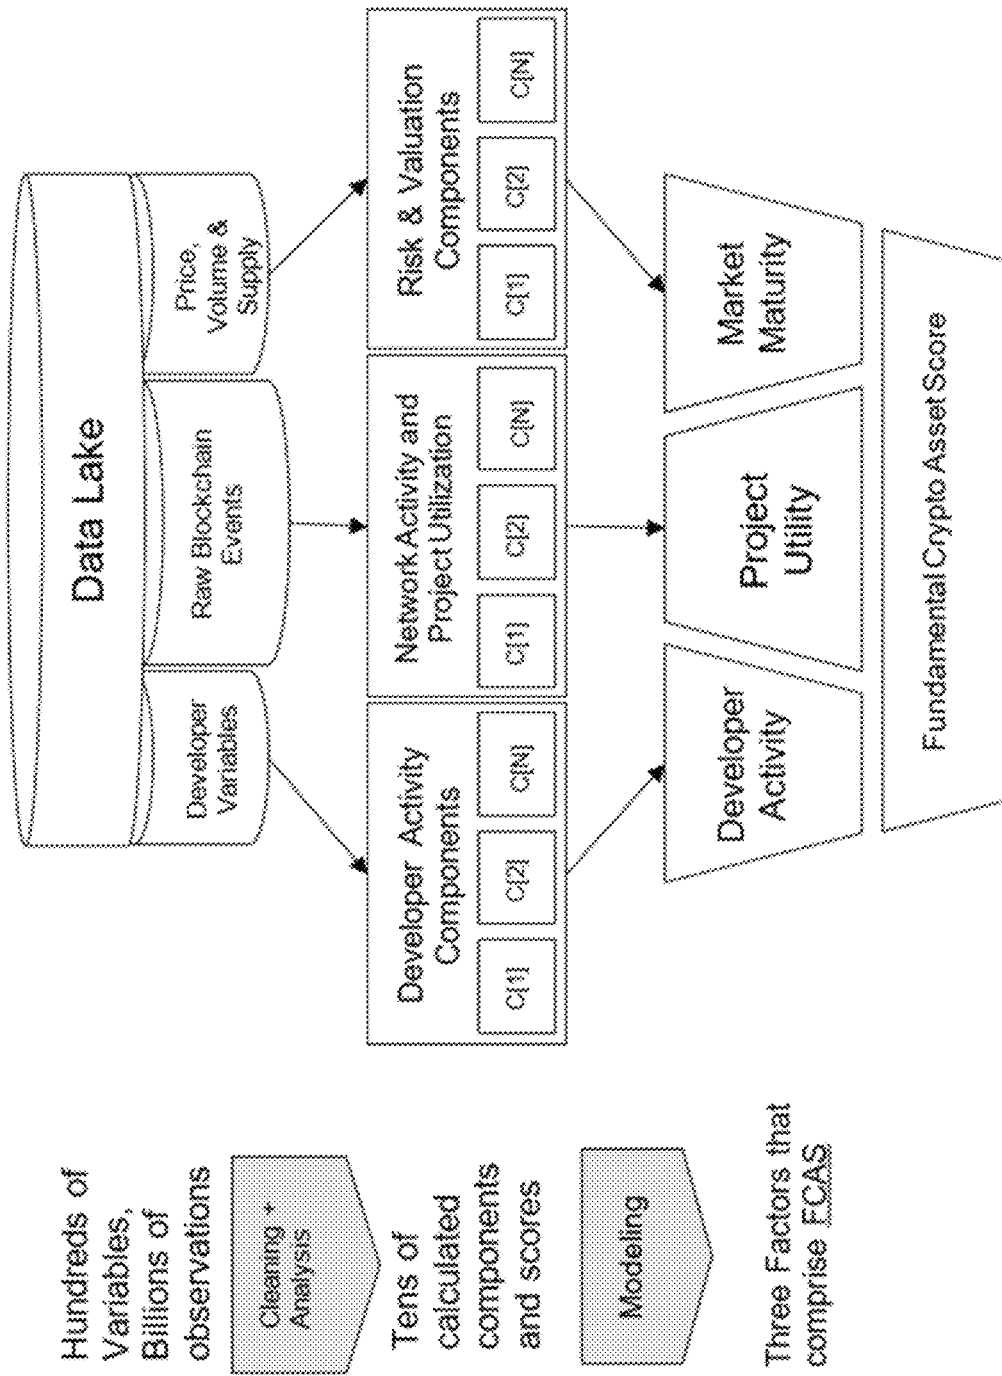 Hundreds of
Variables,
Billions of
observations
Cleaning +
Analysis
Tens of
calculated
components
and scores
Modeling
Three Factors that
comprise FCAS
Data Lake
Developer
Variables
Raw Blockchain
Events
Price,
Volume &
Supply
Developer Activity
Components
C[1]
C[2]
C[N]
Network Activity and
Project Utilization
C[1]
C[2]
C[N]
Risk & Valuation
Components
C[1]
C[2]
C[N]
Developer
Activity
Project
Utility
Market
Maturity
Fundamental Crypto Asset Score